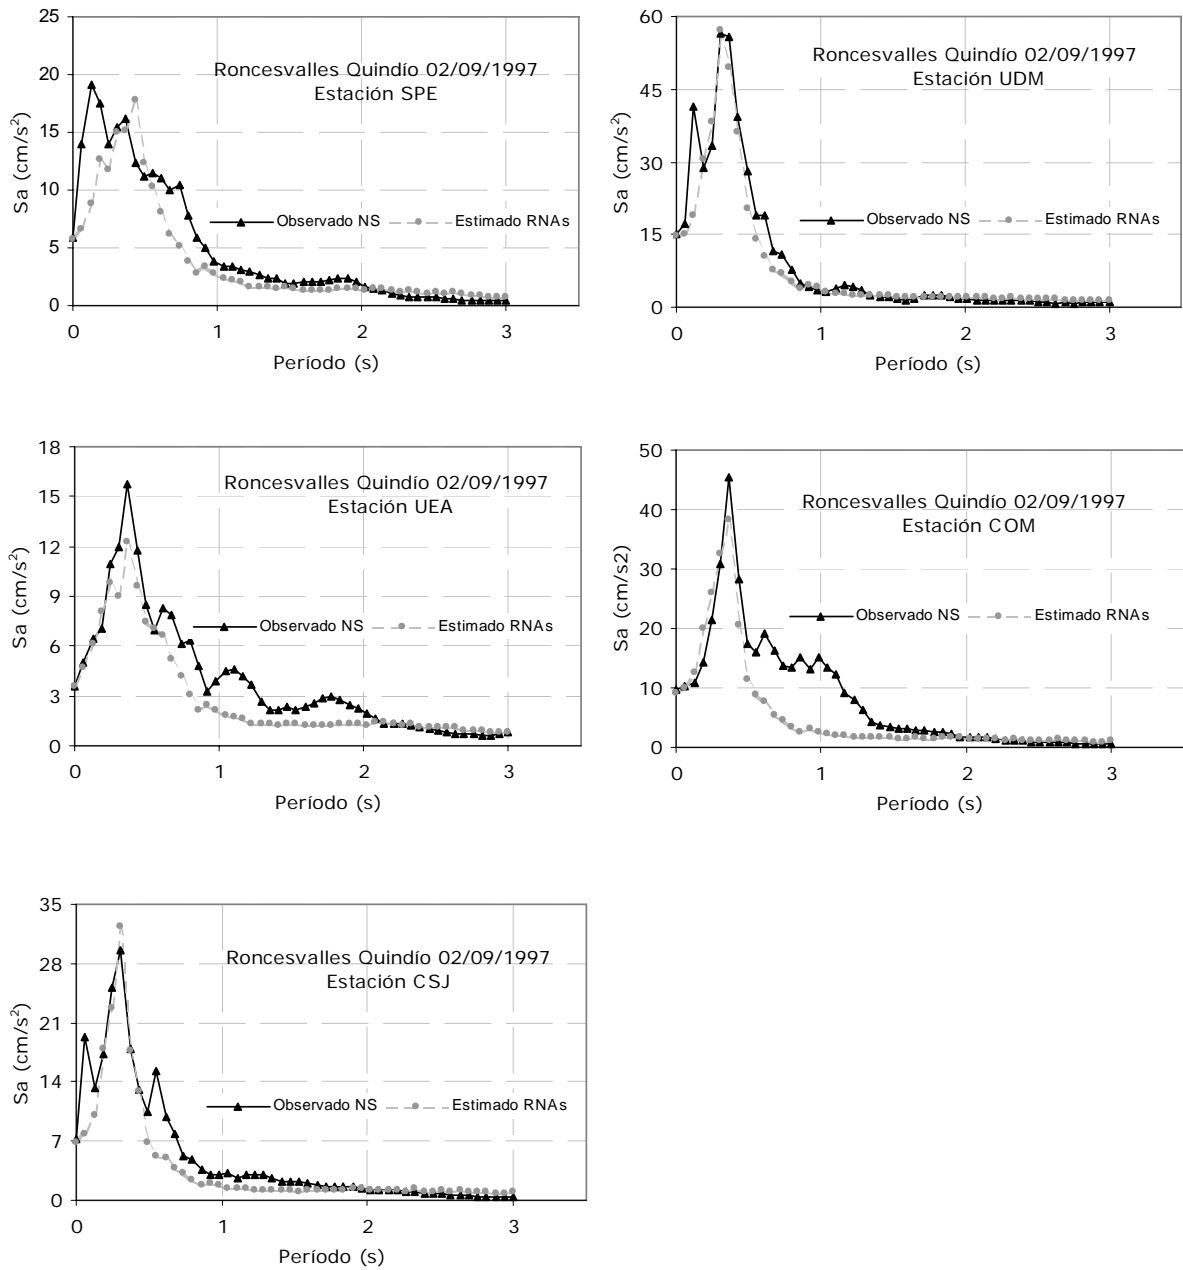 25
20
15
10
5
0
Sa (cm/s²)
Roncesvalles Quindío 02/09/1997
Estación SPE
Observado NS
Estimado RNAs
0
1
2
3
Período (s)
60
45
30
15
0
Sa (cm/s²)
Roncesvalles Quindío 02/09/1997
Estación UDM
Observado NS
Estimado RNAs
0
1
2
3
Período (s)
18
15
12
9
6
3
0
Sa (cm/s²)
Roncesvalles Quindío 02/09/1997
Estación UEA
Observado NS
Estimado RNAs
0
1
2
3
Período (s)
50
40
30
20
10
0
Sa (cm/s2)
Roncesvalles Quindío 02/09/1997
Estación COM
Observado NS
Estimado RNAs
0
1
2
3
Período (s)
35
28
21
14
7
0
Sa (cm/s²)
Roncesvalles Quindío 02/09/1997
Estación CSJ
Observado NS
Estimado RNAs
0
1
2
3
Período (s)